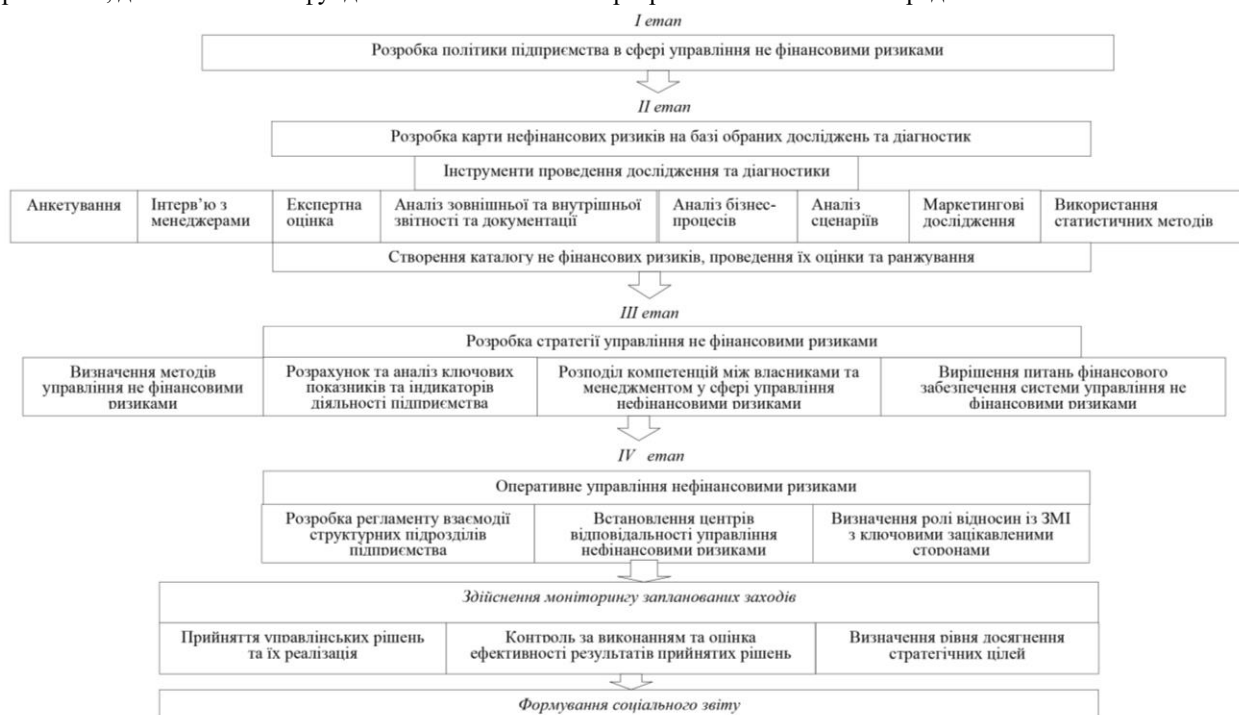 I етап
Розробка політики підприємства в сфері управління не фінансовими ризиками
II етап
Розробка карти нефінансових ризиків на базі обраних досліджень та діагностик
Інструменти проведення дослідження та діагностики
Анкетування
Інтерв’ю з
менеджерами
Експертна
оцінка
Аналіз зовнішньої та внутрішньої
звітності та документації
Аналіз бізнес-
процесів
Аналіз
сценаріїв
Маркетингові
дослідження
Використання
статистичних методів
Створення каталогу не фінансових ризиків, проведення їх оцінки та ранжування
III етап
Розробка стратегії управління не фінансовими ризиками
Визначення методів
управління не фінансовими
ризиками
Розрахунок та аналіз ключових
показників та індикаторів
діяльності підприємства
Розподіл компетенцій між власниками та
менеджментом у сфері управління
нефінансовими ризиками
Вирішення питань фінансового
забезпечення системи управління не
фінансовими ризиками
IV етап
Оперативне управління нефінансовими ризиками
Розробка регламенту взаємодії
структурних підрозділів
підприємства
Встановлення центрів
відповідальності управління
нефінансовими ризиками
Визначення ролі відносин із ЗМІ
з ключовими зацікавленими
сторонами
Здійснення моніторингу запланованих заходів
Прийняття управлінських рішень
та їх реалізація
Контроль за виконанням та оцінка
ефективності результатів прийнятих рішень
Визначення рівня досягнення
стратегічних цілей
Формування соціального звіту